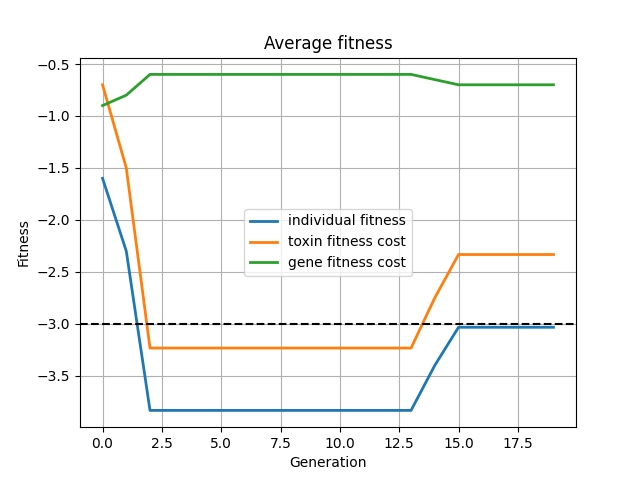 Average fitness
Fitness
−0.5
−1.0
−1.5
−2.0
−2.5
−3.0
−3.5
individual fitness
toxin fitness cost
gene fitness cost
0.0 2.5 5.0 7.5 10.0 12.5 15.0 17.5
Generation